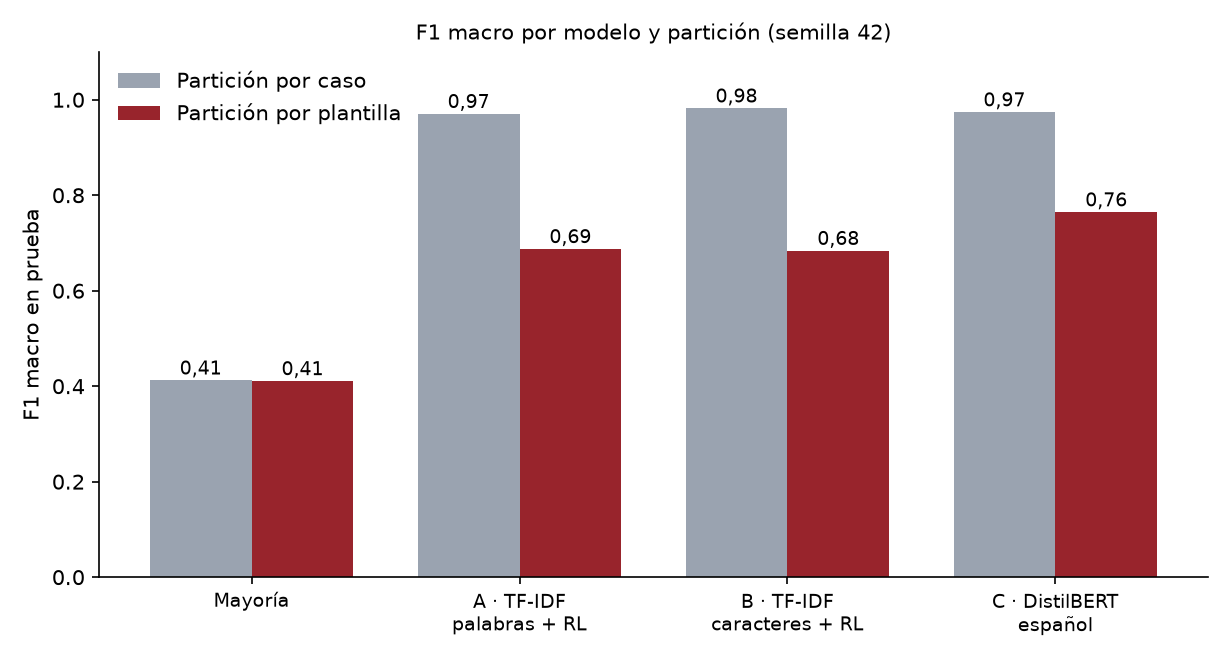 F1 macro por modelo y partición (semilla 42)
Partición por caso
Partición por plantilla
F1 macro en prueba
1.0
0.8
0.6
0.4
0.2
0.0
0,41
0,41
0,97
0,69
0,98
0,68
0,97
0,76
Mayoría
A · TF-IDF
palabras + RL
B · TF-IDF
caracteres + RL
C · DistilBERT
español